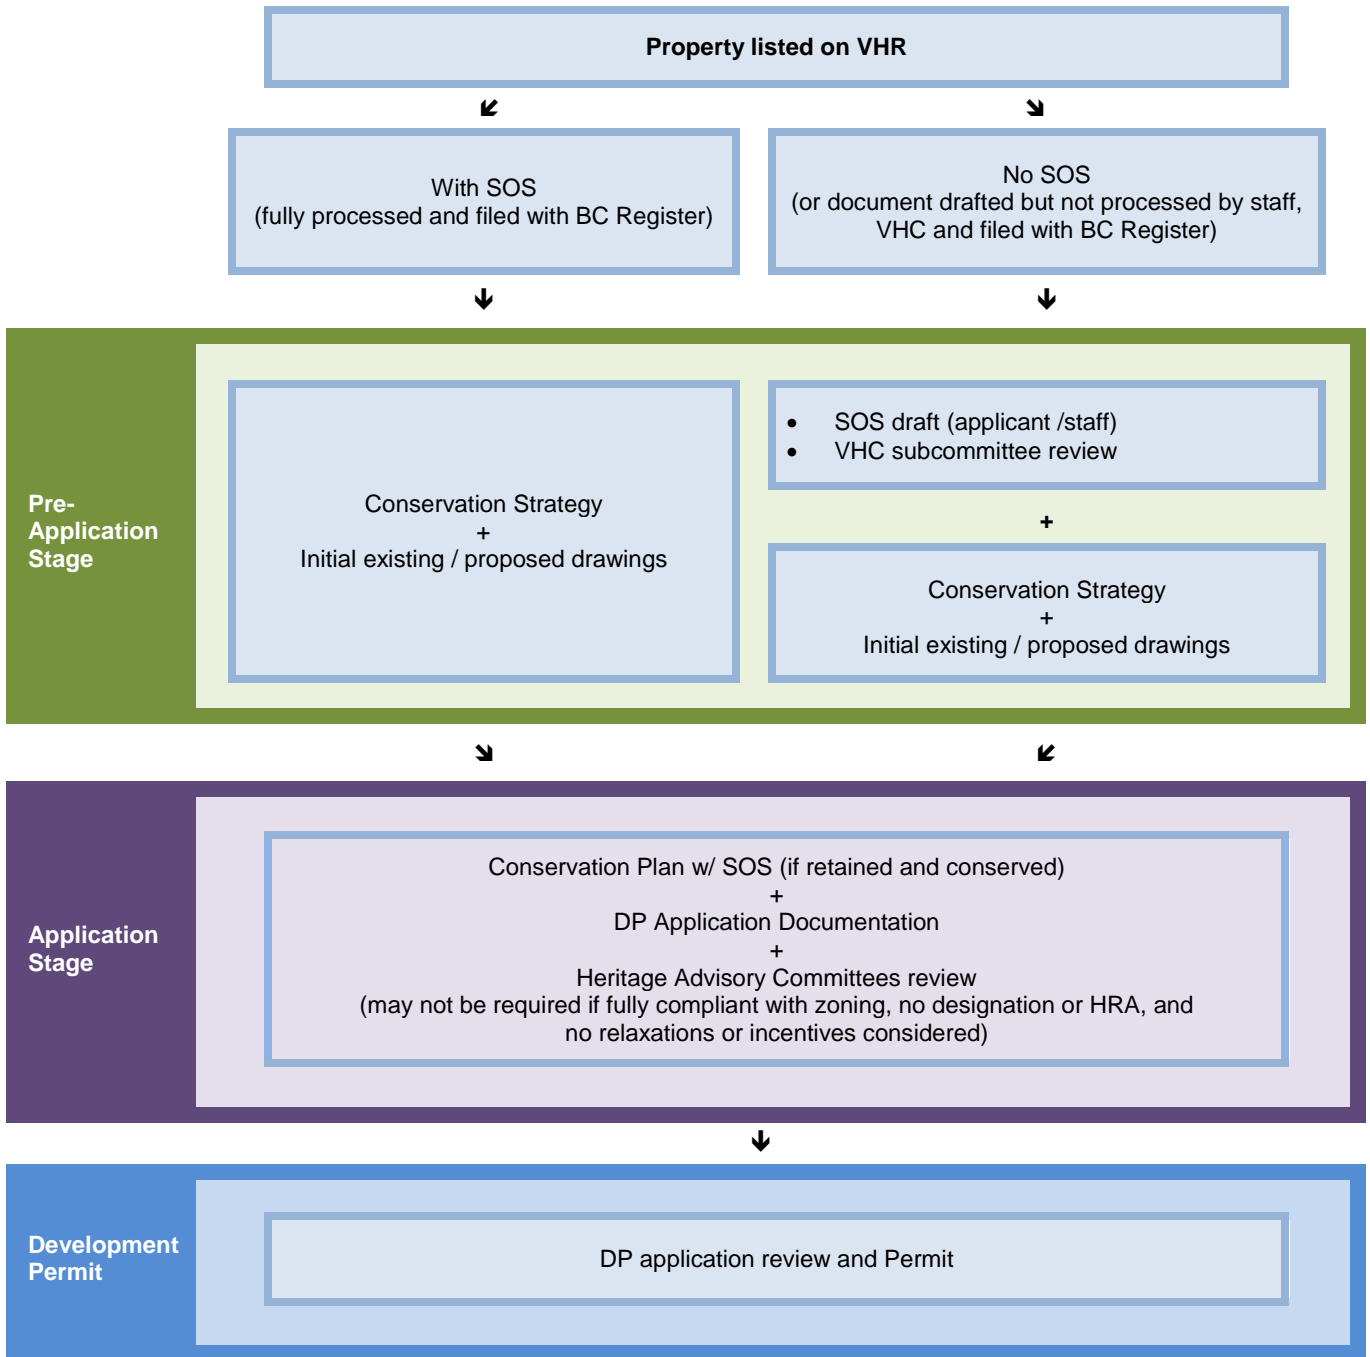 Property listed on VHR
With SOS
(fully processed and filed with BC Register)
No SOS
(or document drafted but not processed by staff,
VHC and filed with BC Register)
Pre-
Application
Stage
Conservation Strategy
+
Initial existing / proposed drawings
• SOS draft (applicant /staff)
• VHC subcommittee review
+
Conservation Strategy
+
Initial existing / proposed drawings
Application
Stage
Conservation Plan w/ SOS (if retained and conserved)
+
DP Application Documentation
+
Heritage Advisory Committees review
(may not be required if fully compliant with zoning, no designation or HRA, and
no relaxations or incentives considered)
Development
Permit
DP application review and Permit